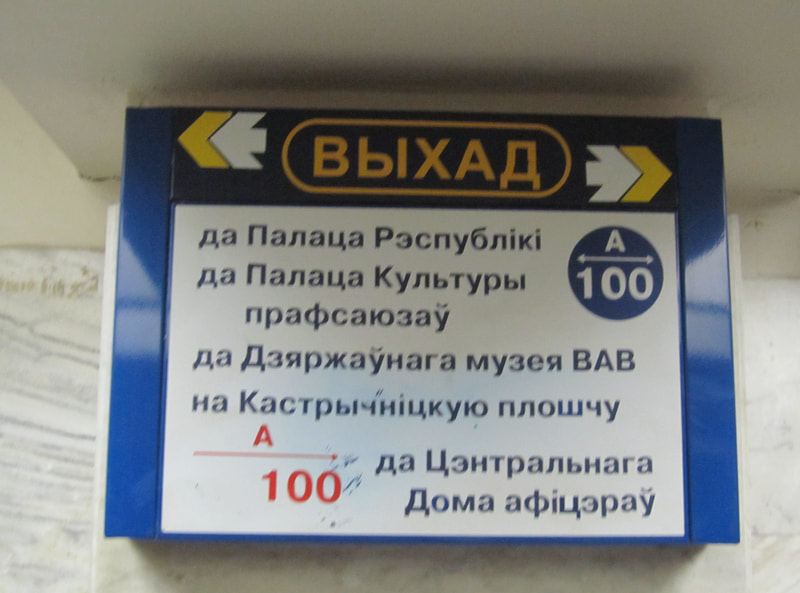 ВЫХАД
да Палаца Рэспублікі
А
100
да Палаца Культуры
прафсаюзаў
да Дзяржаўнага музея ВАВ
на Кастрычніцкую плошчу
А
100
да Цэнтральнага
Дома афіцэраў